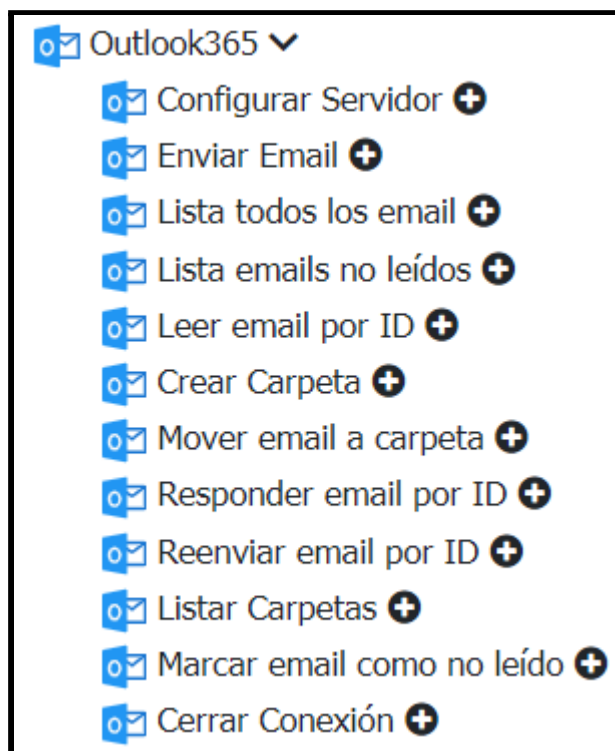 Outlook365
Configurar Servidor
Enviar Email
Lista todos los email
Lista emails no leídos
Leer email por ID
Crear Carpeta
Mover email a carpeta
Responder email por ID
Reenviar email por ID
Listar Carpetas
Marcar email como no leído
Cerrar Conexión